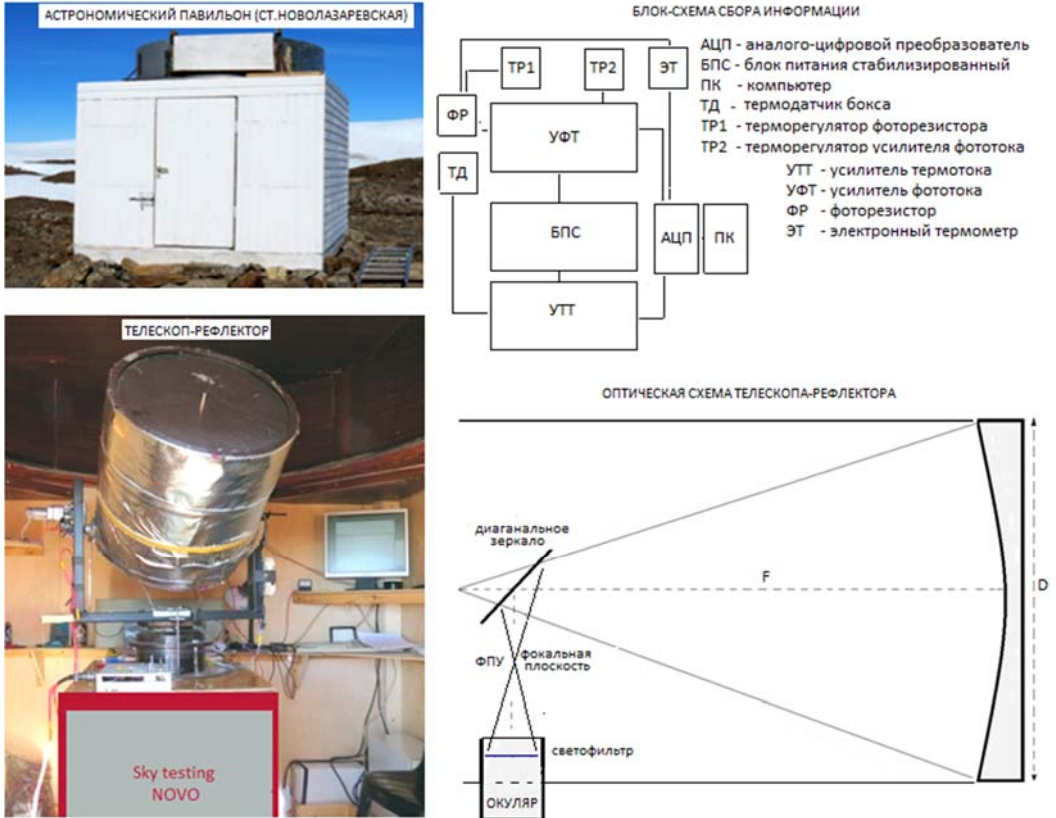 АСТРОНОМИЧЕСКИЙ ПАВИЛЬОН (СТ.НОВОЛАЗАРЕВСКАЯ)
БЛОК-СХЕМА СБОРА ИНФОРМАЦИИ
ТР1
ТР2
ЭТ
ФР
УФТ
ТД
БПС
АЦП
ПК
УТТ
АЦП - аналого-цифровой преобразователь
БПС - блок питания стабилизированный
ПК - компьютер
ТД - термодатчик бокса
ТР1 - терморегулятор фоторезистора
ТР2 - терморегулятор усилителя фототока
УТТ - усилитель термотока
УФТ - усилитель фототока
ФР - фоторезистор
ЭТ - электронный термометр
ТЕЛЕСКОП-РЕФЛЕКТОР
Sky testing
NOVO
ОПТИЧЕСКАЯ СХЕМА ТЕЛЕСКОПА-РЕФЛЕКТОРА
диаганальное
зеркало
F
D
ФПУ
фокальная
плоскость
светофильтр
ОКУЛЯР